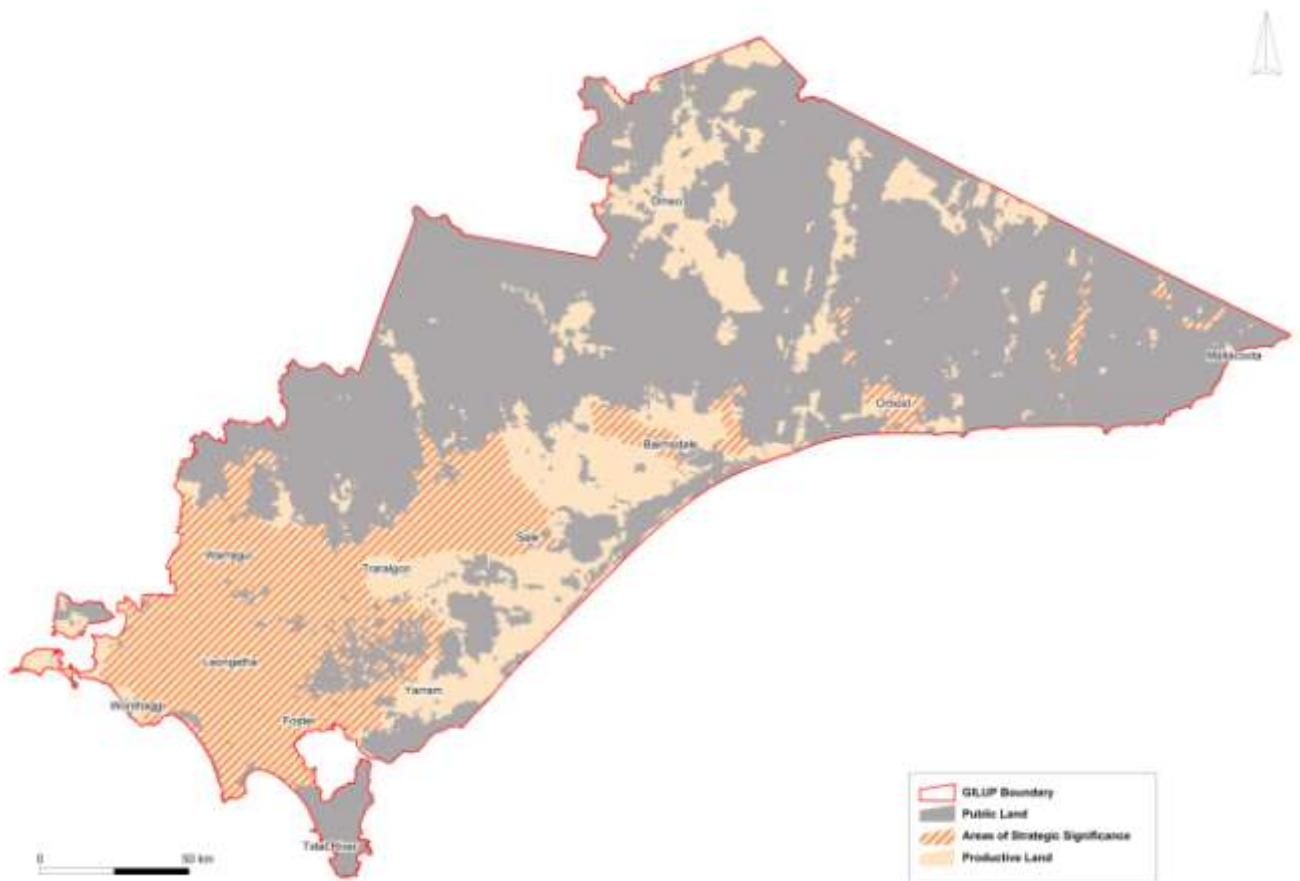 Omeo
Mallacoota
Orbost
Bairnsdale
Sale
Warragul
Traralgon
Leongatha
Yarram
Wonthaggi
Foster
Tidal River
0 50 km
GILUP Boundary
Public Land
Areas of Strategic Significance
Productive Land